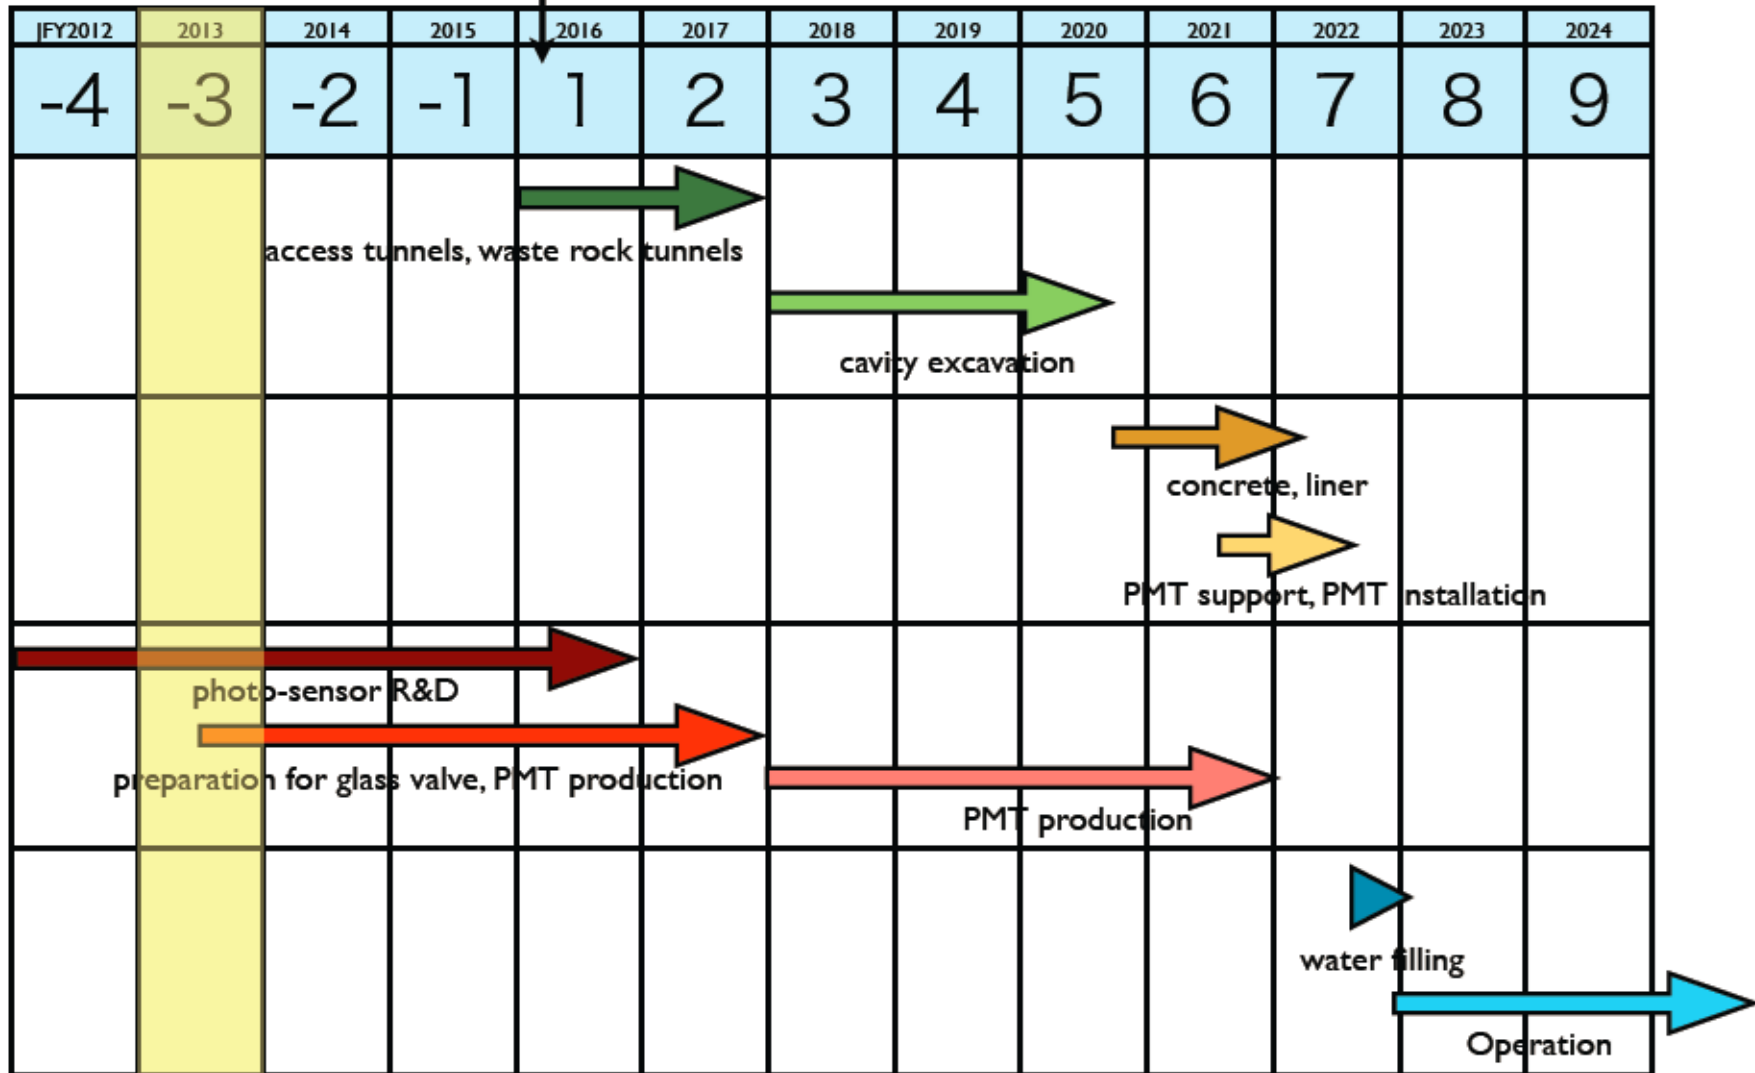 JFY2012 2013 2014 2015 2016 2017 2018 2019 2020 2021 2022 2023 2024
-4 -3 -2 -1 1 2 3 4 5 6 7 8 9
access tunnels, waste rock tunnels
cavity excavation
concrete, liner
PMT support, PMT installation
photo-sensor R&D
preparation for glass valve, PMT production
PMT production
water filling
Operation